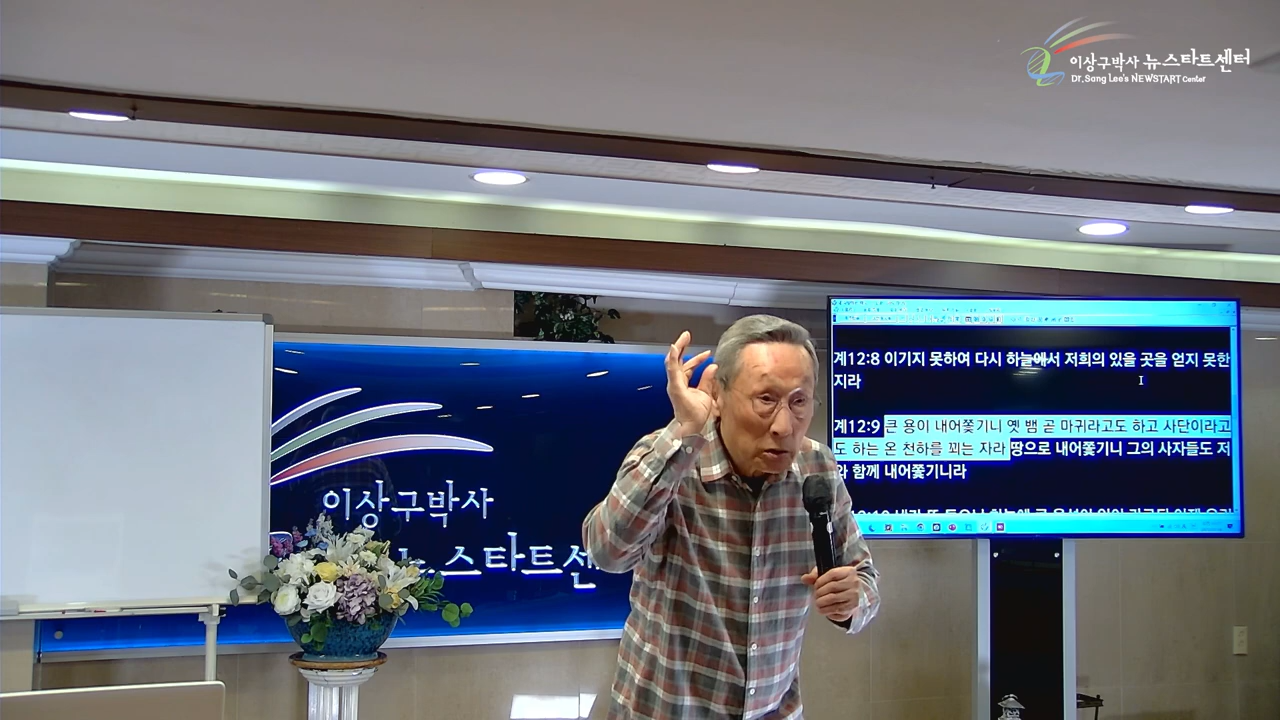 이상구박사 뉴스타트센터
Dr. Sang Lee's NEWSTART Center
이상구박사
뉴스타트센
계12:8 이기지 못하여 다시 하늘에서 저희의 있을 곳을 얻지 못한
지라
계12:9 큰 용이 내어쫓기니 옛 뱀 곧 마귀라고도 하고 사단이라고
도 하는 온 천하를 꾀는 자라 땅으로 내어쫓기니 그의 사자들도 저
와 함께 내어쫓기니라